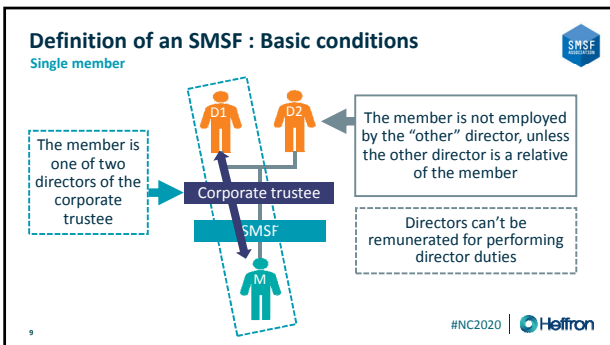 Definition of an SMSF : Basic conditions
Single member
SMSF
ASSOCIATION
D1
D2
The member is not employed
by the “other” director, unless
the other director is a relative
of the member
The member is
one of two
directors of the
corporate
trustee
Corporate trustee
SMSF
Directors can’t be
remunerated for performing
director duties
M
9
#NC2020
Heffron